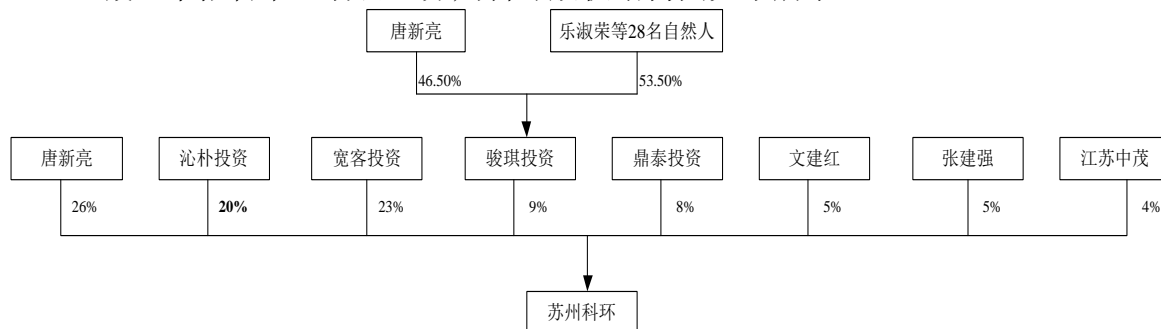 唐新亮
乐淑荣等28名自然人
46.50%
53.50%
唐新亮
沁朴投资
宽客投资
骏琪投资
鼎泰投资
文建红
张建强
江苏中茂
26%
20%
23%
9%
8%
5%
5%
4%
苏州科环